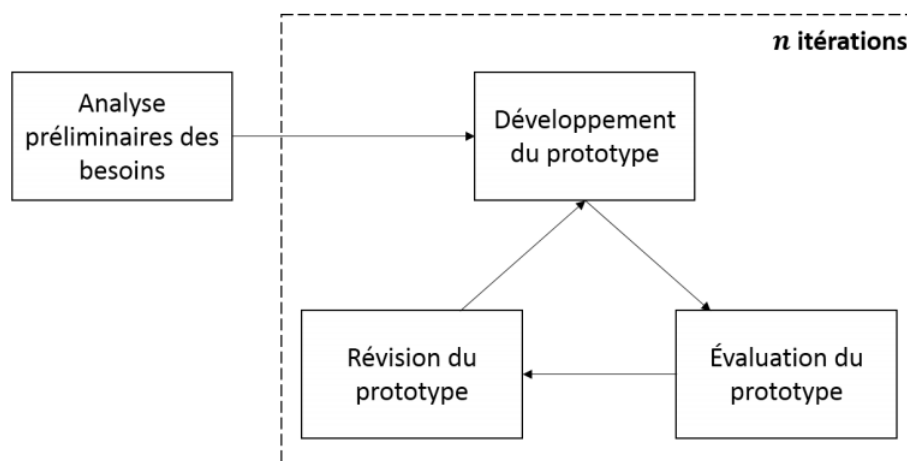 n itérations
Analyse
préliminaires des
besoins
Développement
du prototype
Révision du
prototype
Évaluation du
prototype